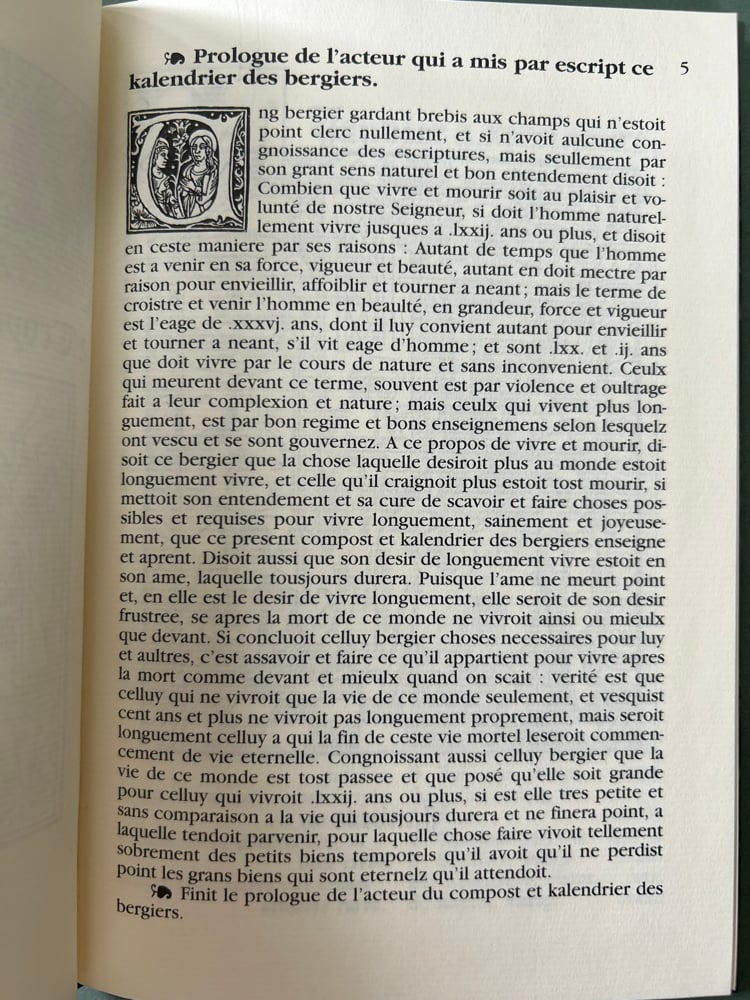 Prologue de l'acteur qui a mis par escript ce
5
kalendrier des bergiers.
Ung bergier gardant brebis aux champs qui n'estoit
point clerc nullement, et si n'avoit aulcune con-
gnoissance des escriptures, mais seullement par
son grant sens naturel et bon entendement disoit :
Combien que vivre et mourir soit au plaisir et vo-
lunté de nostre Seigneur, si doit l'homme naturel-
lement vivre jusques a .lxxij. ans ou plus, et disoit
en ceste maniere par ses raisons : Autant de temps que l'homme
est a venir en sa force, vigueur et beauté, autant en doit mectre par
raison pour envieillir, affoiblir et tourner a neant ; mais le terme de
croistre et venir l'homme en beaulté, en grandeur, force et vigueur
est l'eage de .xxxvj. ans, dont il luy convient autant pour envieillir
et tourner a neant, s'il vit eage d'homme ; et sont .lxx. et .ij. ans
que doit vivre par le cours de nature et sans inconvenient. Ceulx
qui meurent devant ce terme, souvent est par violence et oultrage
fait a leur complexion et nature ; mais ceulx qui vivent plus lon-
guement, est par bon regime et bons enseignemens selon lesquelz
ont vescu et se sont gouvernez. A ce propos de vivre et mourir, di-
soit ce bergier que la chose laquelle desiroit plus au monde estoit
longuement vivre, et celle qu'il craignoit plus estoit tost mourir, si
mettoit son entendement et sa cure de scavoir et faire choses pos-
sibles et requises pour vivre longuement, sainement et joyeuse-
ment, que ce present compost et kalendrier des bergiers enseigne
et aprent. Disoit aussi que son desir de longuement vivre estoit en
son ame, laquelle tousjours durera. Puisque l'ame ne meurt point
et, en elle est le desir de vivre longuement, elle seroit de son desir
frustree, se apres la mort de ce monde ne vivroit ainsi ou mieulx
que devant. Si concluoit celluy bergier choses necessaires pour luy
et aultres, c'est assavoir et faire ce qu'il appartient pour vivre apres
la mort comme devant et mieulx quand on scait : verité est que
celluy qui ne vivroit que la vie de ce monde seulement, et vesquist
cent ans et plus ne vivroit pas longuement proprement, mais seroit
longuement celluy a qui la fin de ceste vie mortel leseroit commen-
cement de vie eternelle. Congnoissant aussi celluy bergier que la
vie de ce monde est tost passee et que posé qu'elle soit grande
pour celluy qui vivroit .lxxij. ans ou plus, si est elle tres petite et
sans comparaison a la vie qui tousjours durera et ne finera point, a
laquelle tendoit parvenir, pour laquelle chose faire vivoit tellement
sobrement des petits biens temporels qu'il avoit qu'il ne perdist
point les grans biens qui sont eternelz qu'il attendoit.
Finit le prologue de l'acteur du compost et kalendrier des
bergiers.